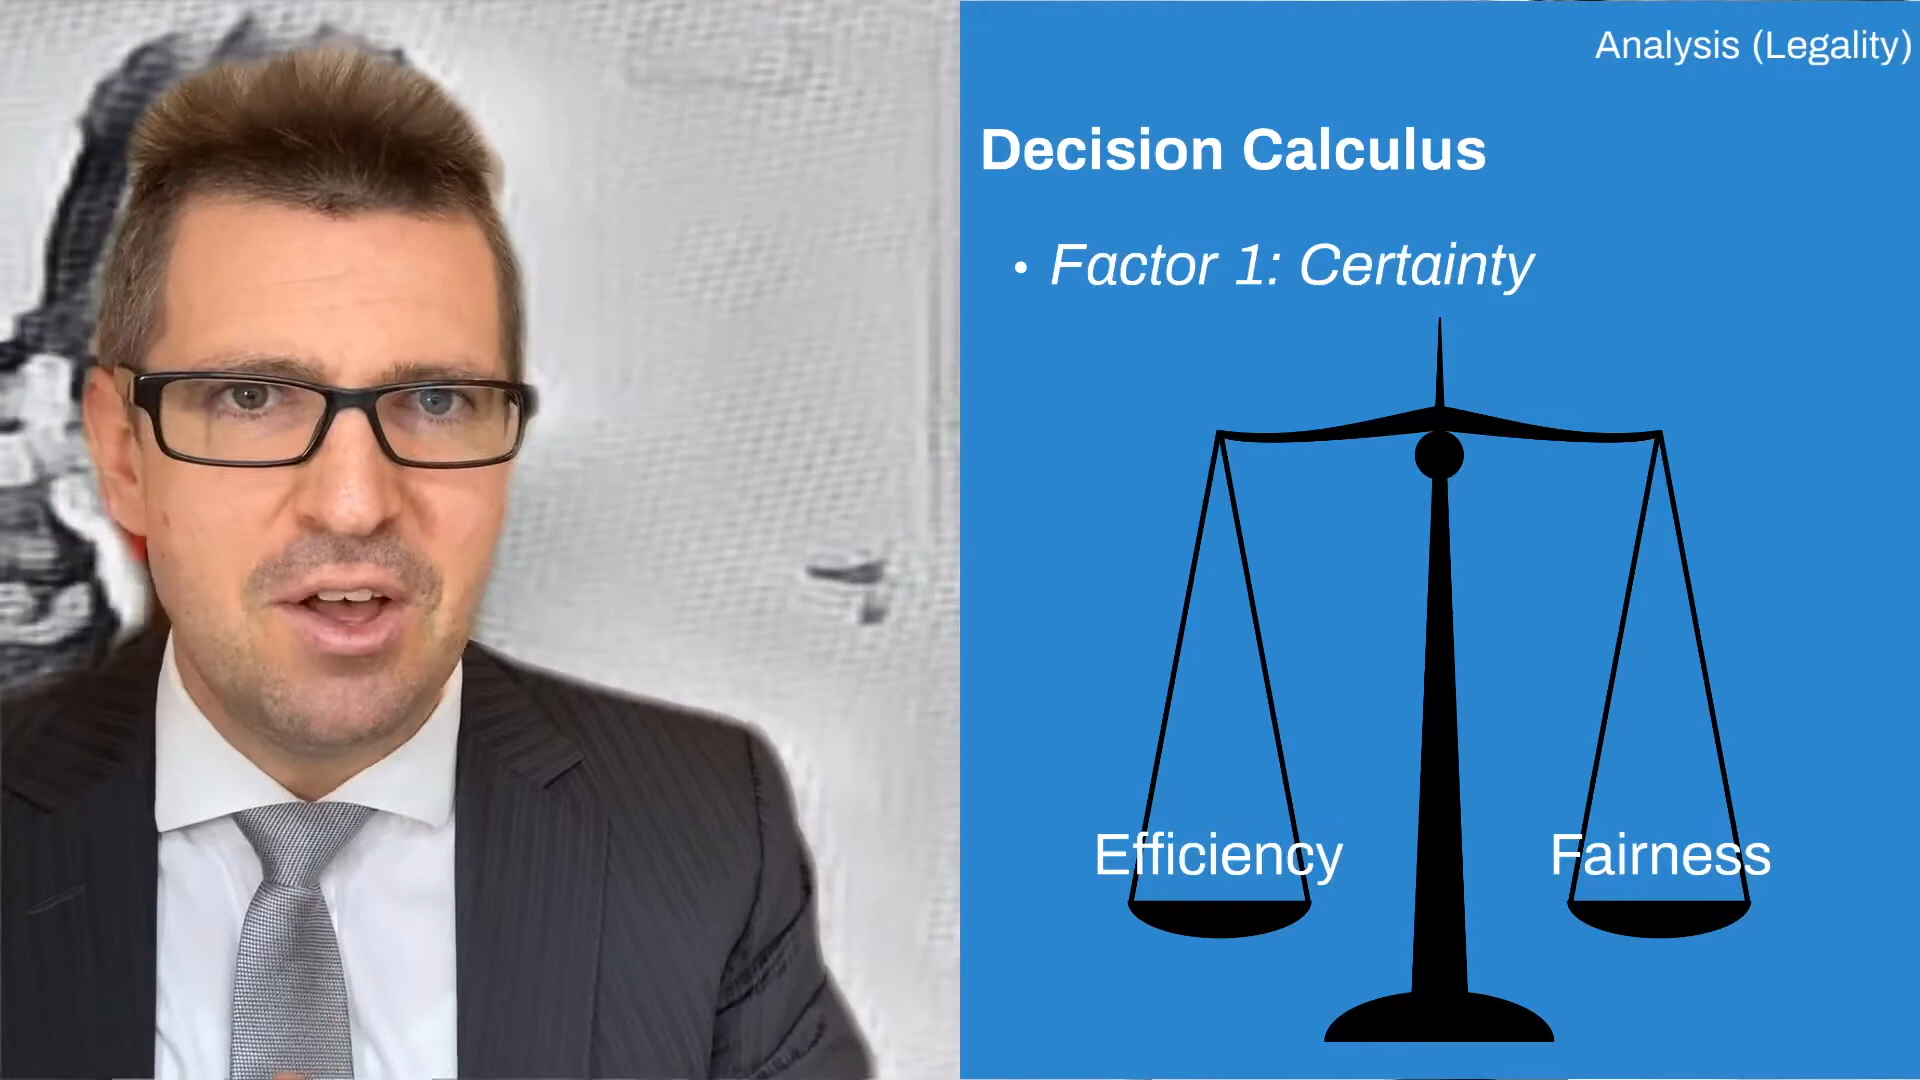 Analysis (Legality)
Decision Calculus
• Factor 1: Certainty
Efficiency
Fairness